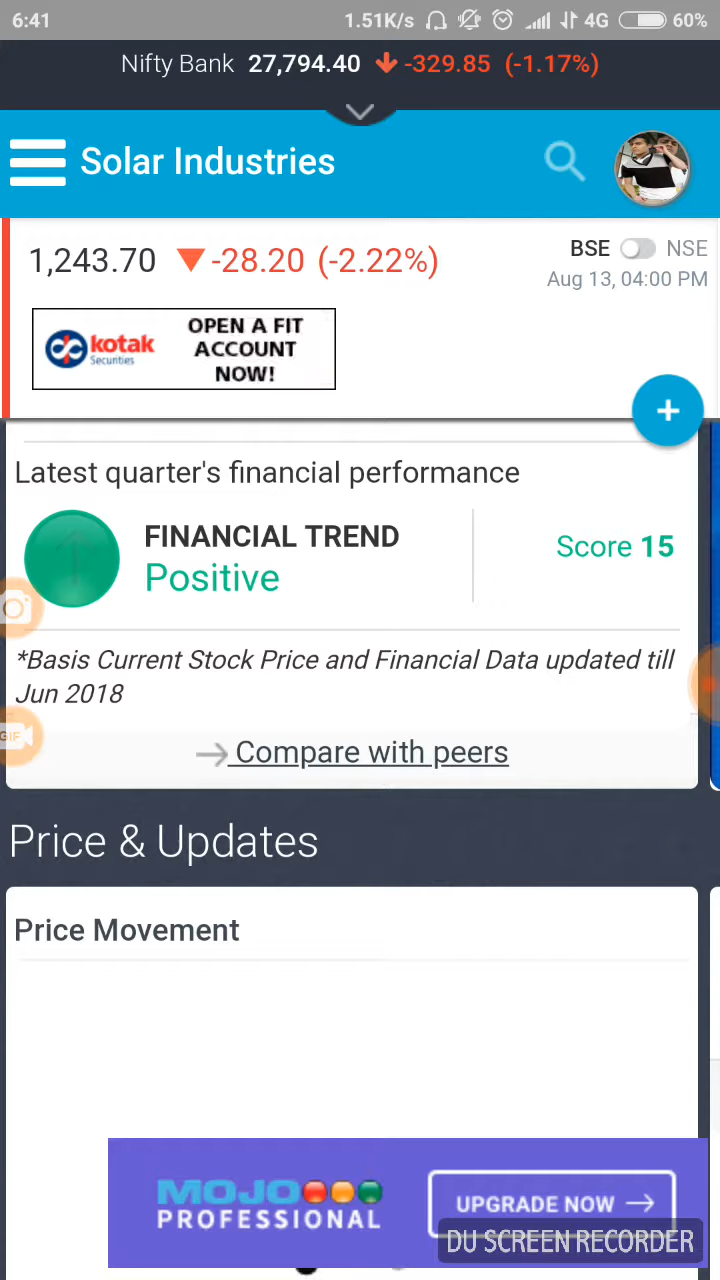 6:41 1.51K/s 4G 60%
Nifty Bank 27,794.40 -329.85 (-1.17%)
Solar Industries
1,243.70 ▼-28.20 (-2.22%)
BSE NSE
Aug 13, 04:00 PM
kotak
Securities
OPEN A FIT
ACCOUNT
NOW!
+
Latest quarter's financial performance
FINANCIAL TREND
Positive
Score 15
*Basis Current Stock Price and Financial Data updated till
Jun 2018
GIF
→ Compare with peers
Price & Updates
Price Movement
MOJO
PROFESSIONAL
UPGRADE NOW →
DU SCREEN RECORDER